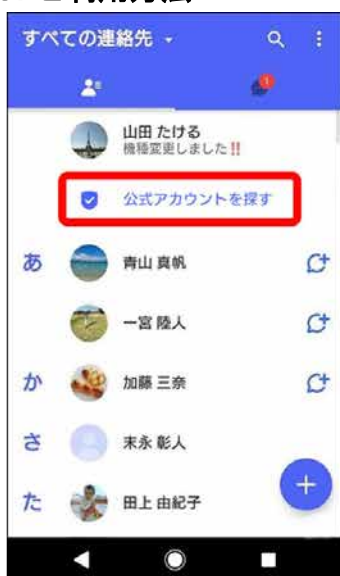 すべての連絡先
1
山田 たける
機種変更しました!!
公式アカウントを探す
あ 青山 真帆
一宮 陸人
か 加藤 三奈
さ 末永 彰人
た 田上 由紀子